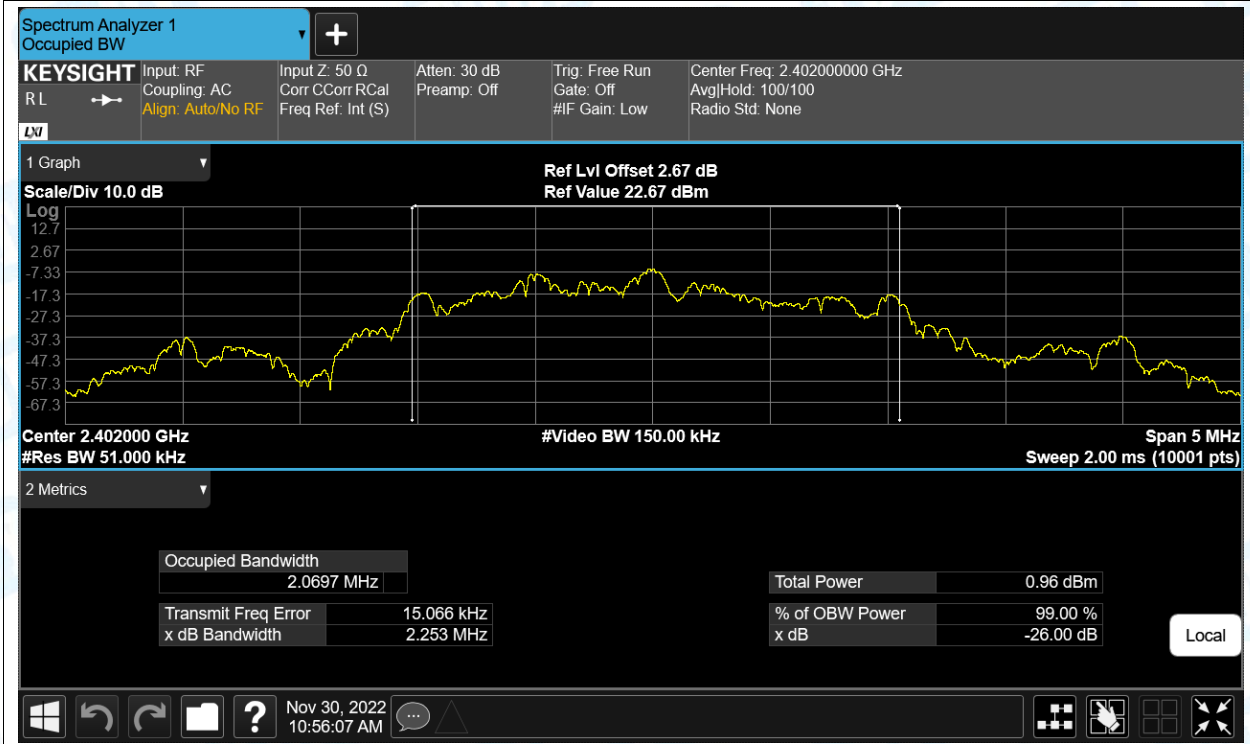 Spectrum Analyzer 1
Occupied BW
KEYSIGHT
R L
LXI
Input: RF
Coupling: AC
Align: Auto/No RF
Input Z: 50 Ω
Corr CCorr RCal
Freq Ref: Int (S)
Atten: 30 dB
Preamp: Off
Trig: Free Run
Gate: Off
#IF Gain: Low
Center Freq: 2.402000000 GHz
Avg|Hold: 100/100
Radio Std: None
1 Graph
Scale/Div 10.0 dB
Ref Lvl Offset 2.67 dB
Ref Value 22.67 dBm
Log
12.7
2.67
-7.33
-17.3
-27.3
-37.3
-47.3
-57.3
-67.3
Center 2.402000 GHz
#Video BW 150.00 kHz
Span 5 MHz
#Res BW 51.000 kHz
Sweep 2.00 ms (10001 pts)
2 Metrics
Occupied Bandwidth
2.0697 MHz
Total Power 0.96 dBm
Transmit Freq Error 15.066 kHz
% of OBW Power 99.00 %
x dB Bandwidth 2.253 MHz
x dB -26.00 dB
Local
?
Nov 30, 2022
10:56:07 AM